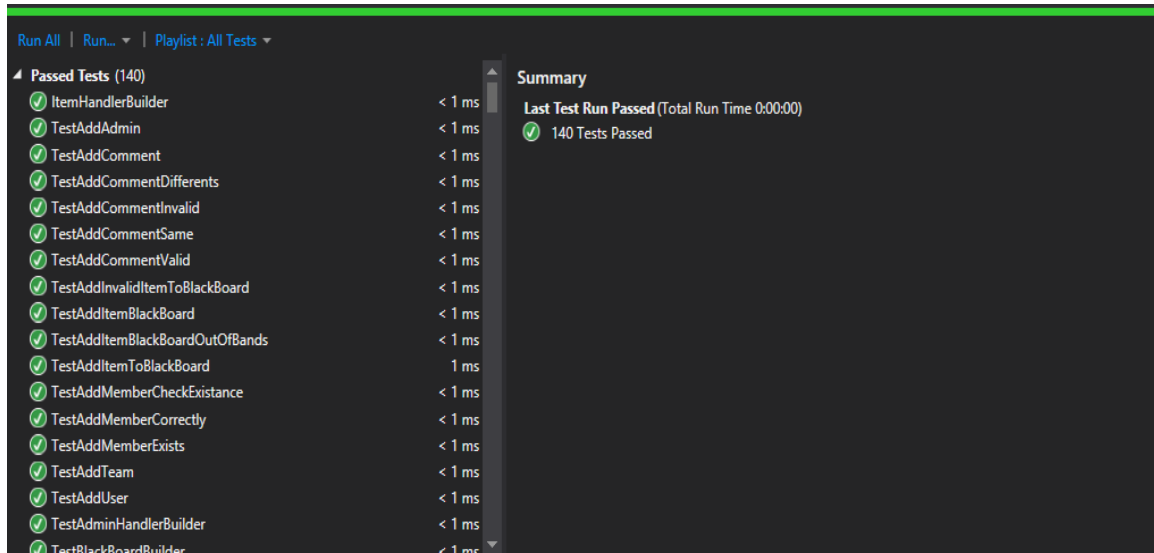 Run All | Run... | Playlist : All Tests
Passed Tests (140)
ItemHandlerBuilder < 1 ms
TestAddAdmin < 1 ms
TestAddComment < 1 ms
TestAddCommentDifferents < 1 ms
TestAddCommentInvalid < 1 ms
TestAddCommentSame < 1 ms
TestAddCommentValid < 1 ms
TestAddInvalidItemToBlackBoard < 1 ms
TestAddItemBlackBoard < 1 ms
TestAddItemBlackBoardOutOfBands < 1 ms
TestAddItemToBlackBoard 1 ms
TestAddMemberCheckExistance < 1 ms
TestAddMemberCorrectly < 1 ms
TestAddMemberExists < 1 ms
TestAddTeam < 1 ms
TestAddUser < 1 ms
TestAdminHandlerBuilder < 1 ms
TestBlackBoardBuilder < 1 ms
Summary
Last Test Run Passed (Total Run Time 0:00:00)
140 Tests Passed